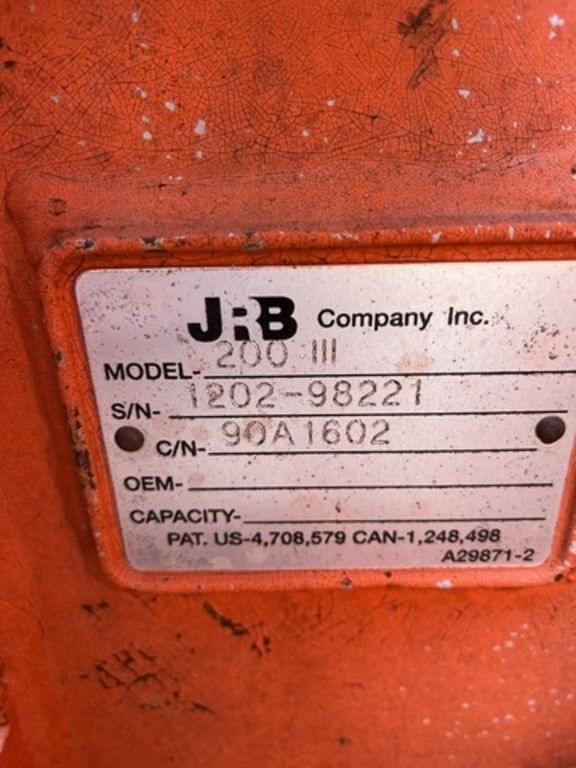 JRB Company Inc.
MODEL- 200 III
S/N- 1202-98221
C/N- 90A1602
OEM-
CAPACITY-
PAT. US-4,708,579 CAN-1,248,498
A29871-2